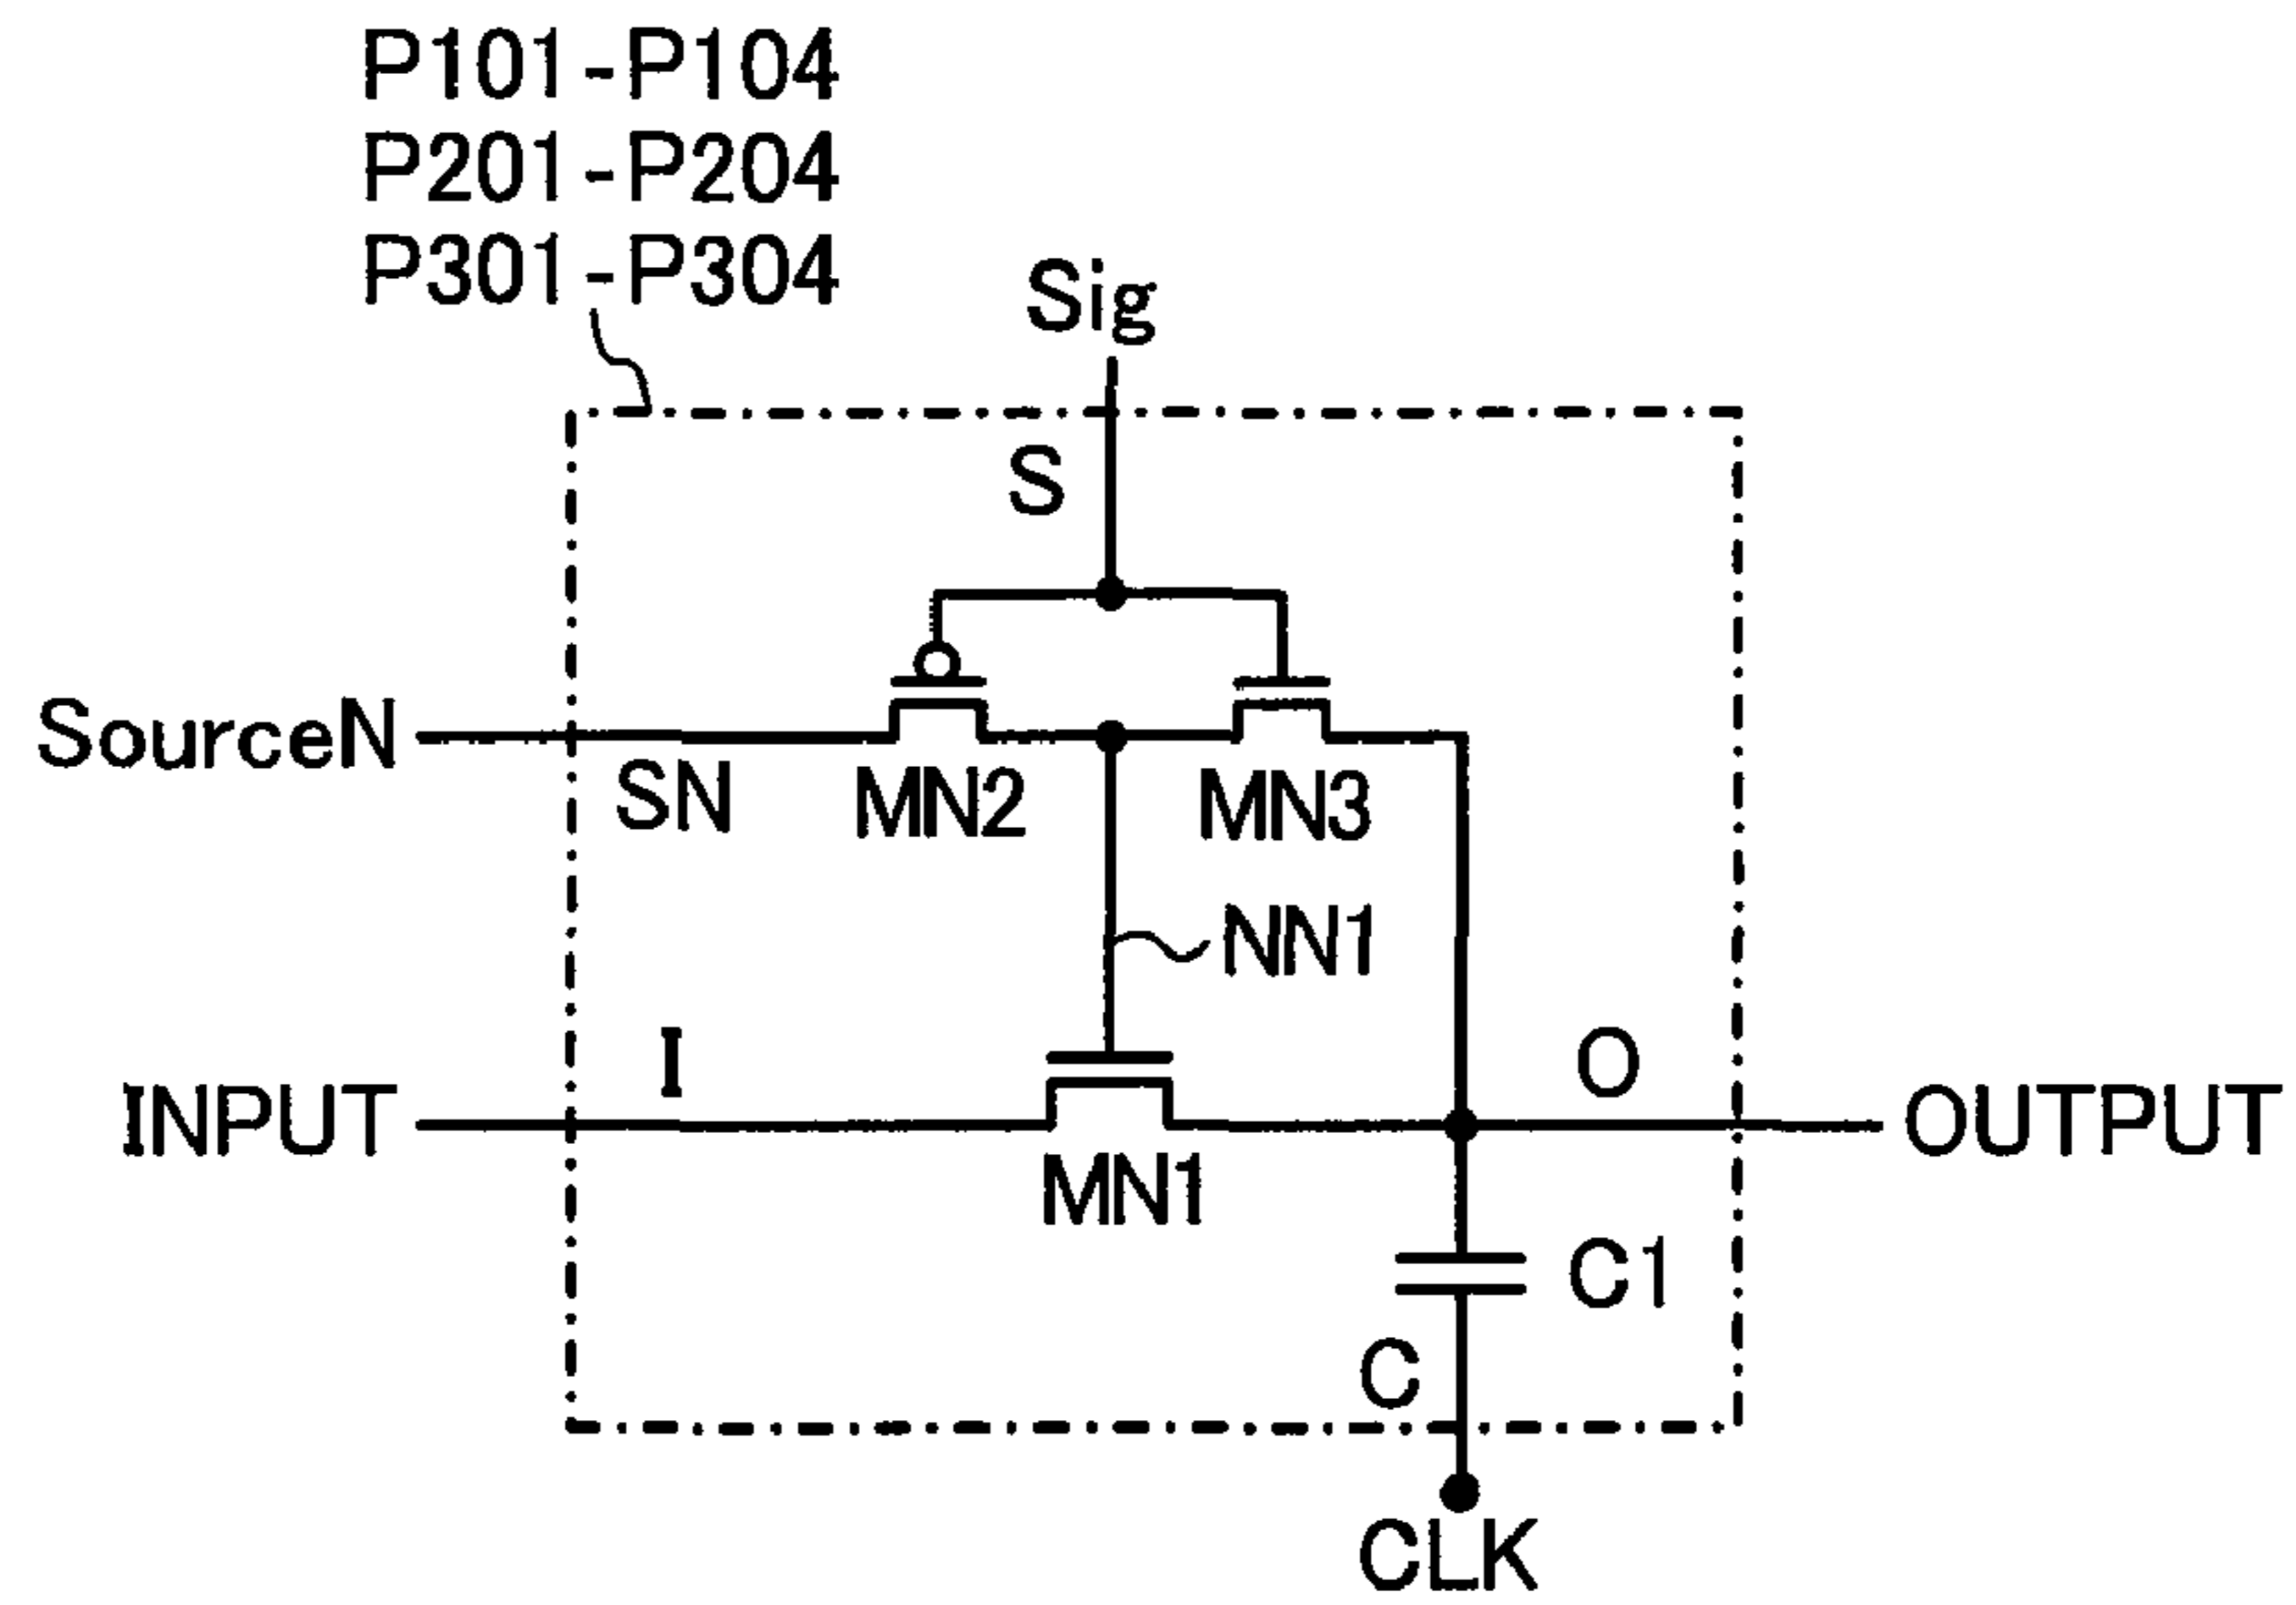 P101-P104
P201-P204
P301-P304
Sig
S
SourceN
SN
MN2
MN3
NN1
I
O
INPUT
OUTPUT
MN1
C1
C
CLK